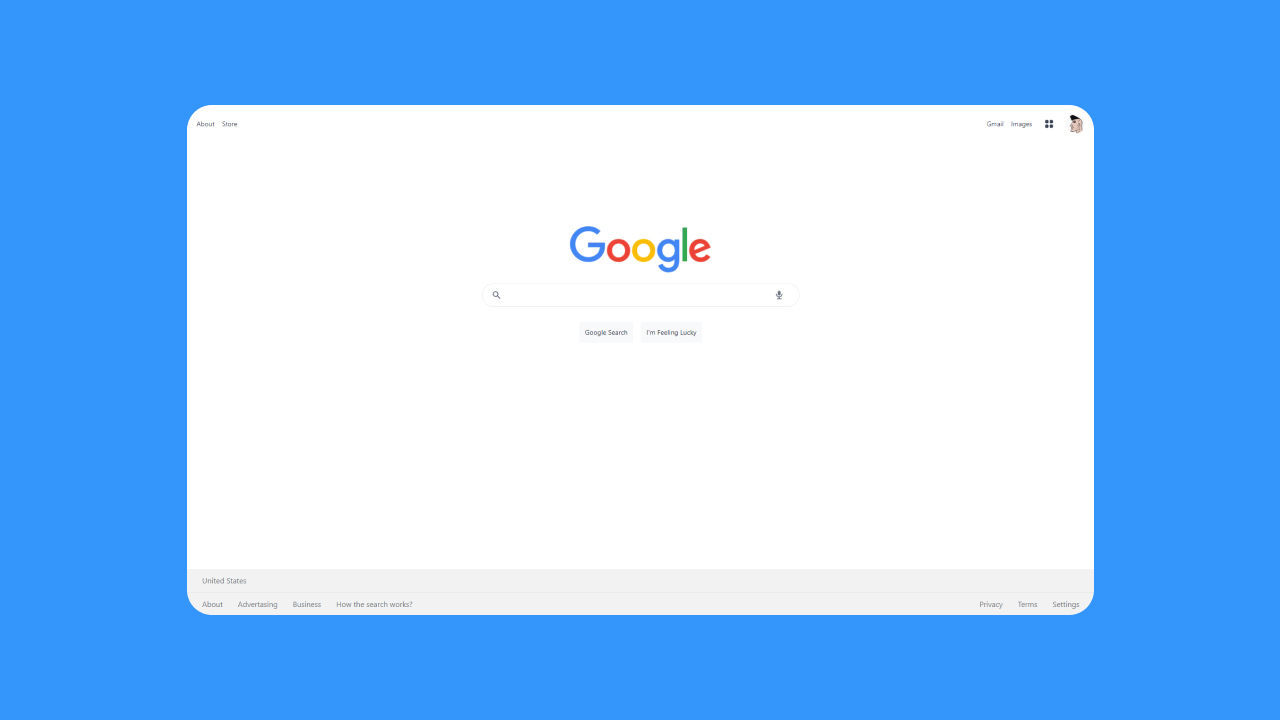 About Store Gmail Images
Google
Google Search I'm Feeling Lucky
United States
About Advertasing Business How the search works? Privacy Terms Settings